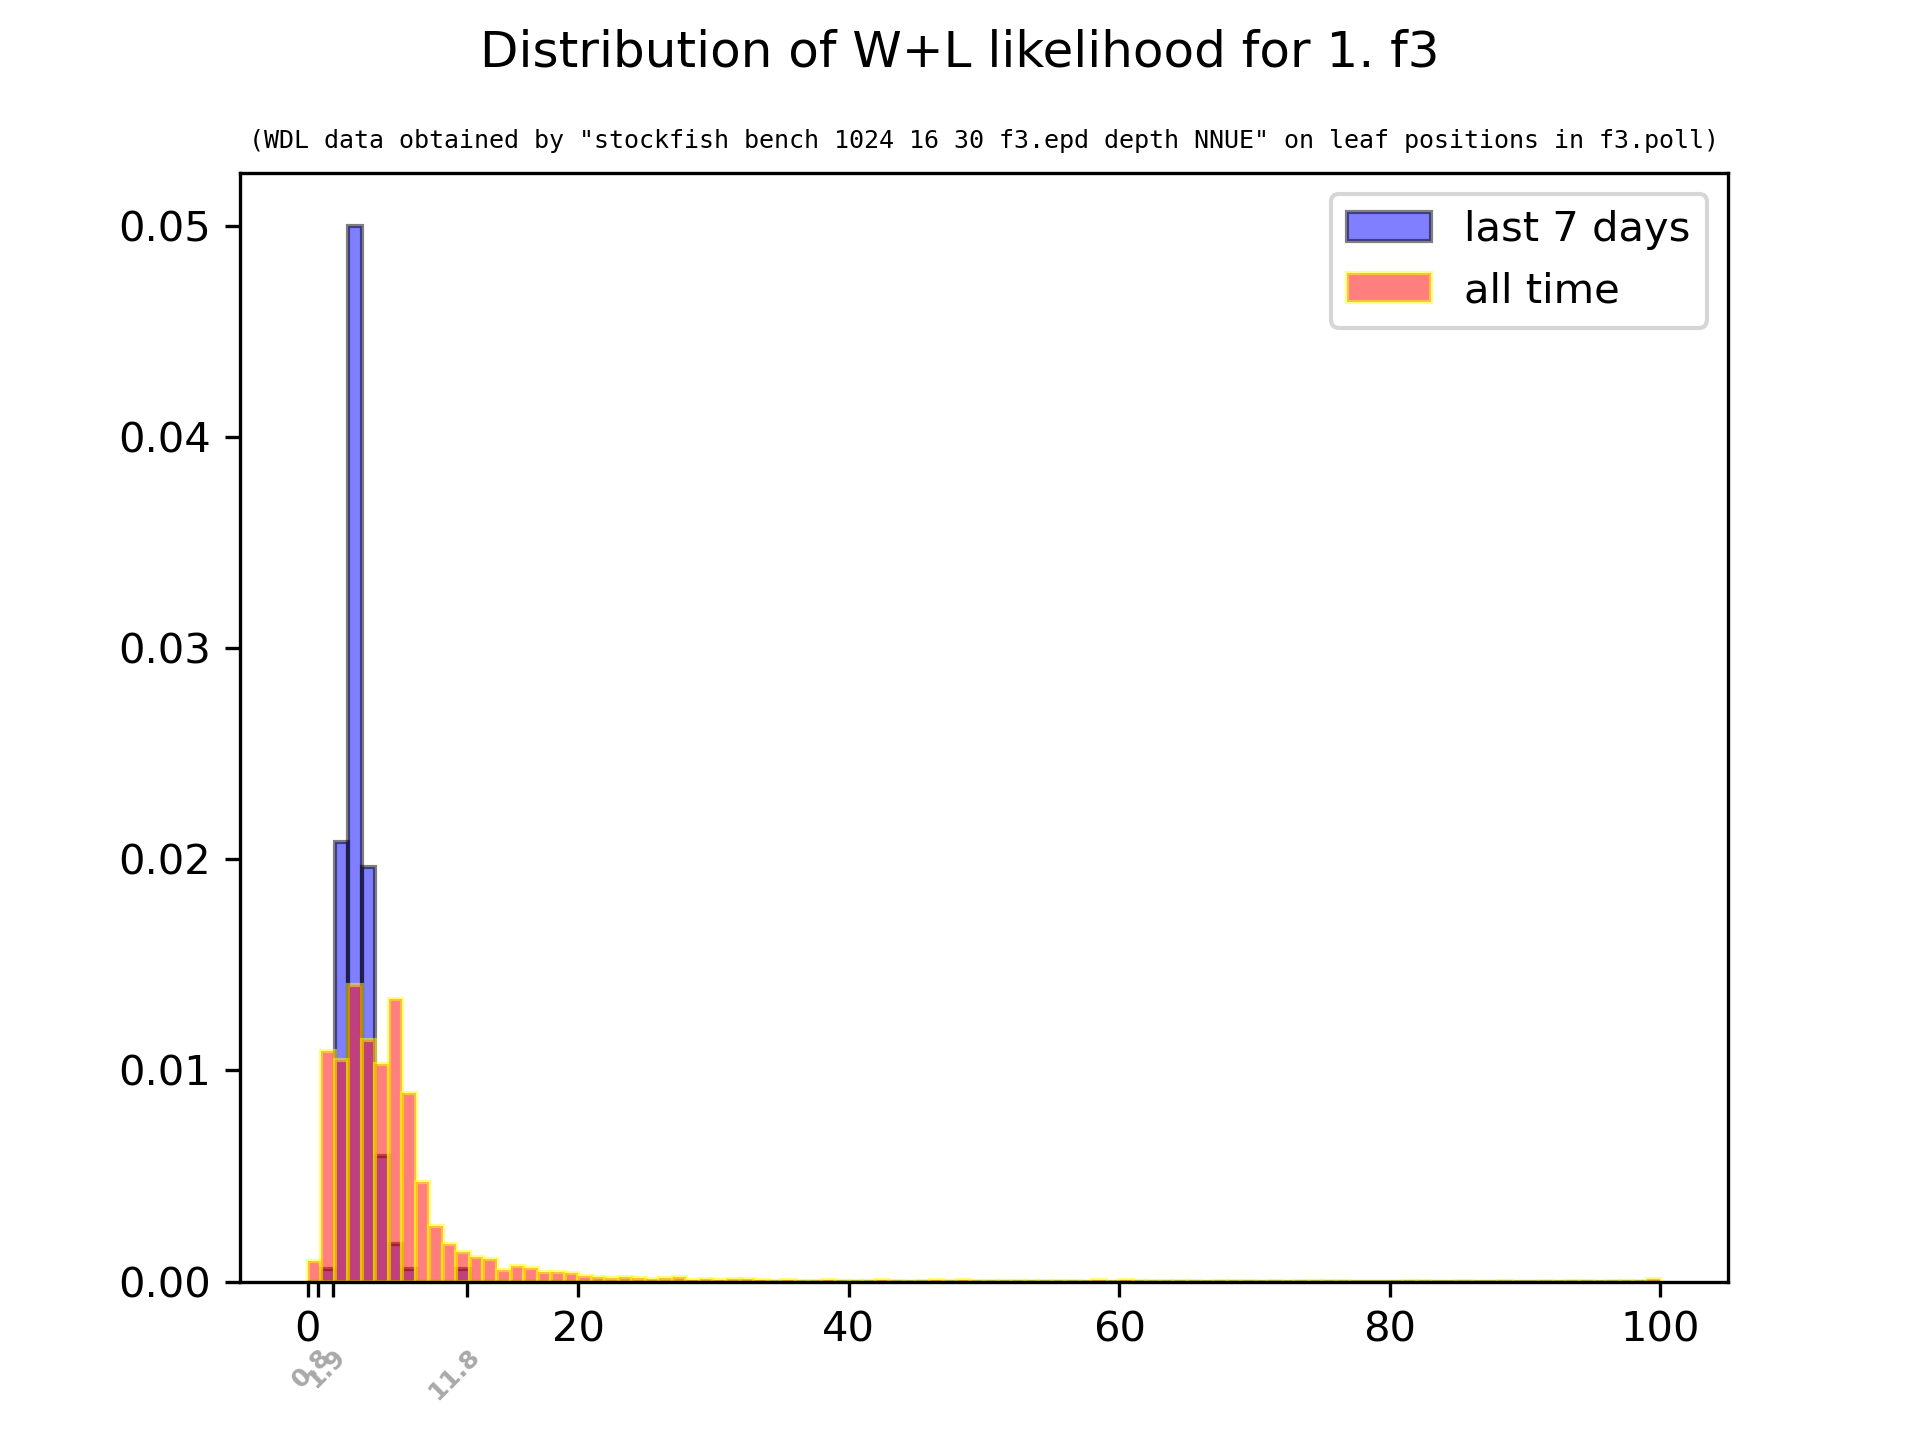 Distribution of W+L likelihood for 1. f3
(WDL data obtained by "stockfish bench 1024 16 30 f3.epd depth NNUE" on leaf positions in f3.poll)
last 7 days
all time
0.05
0.04
0.03
0.02
0.01
0.00
0 20 40 60 80 100
0.8 1.9 11.8